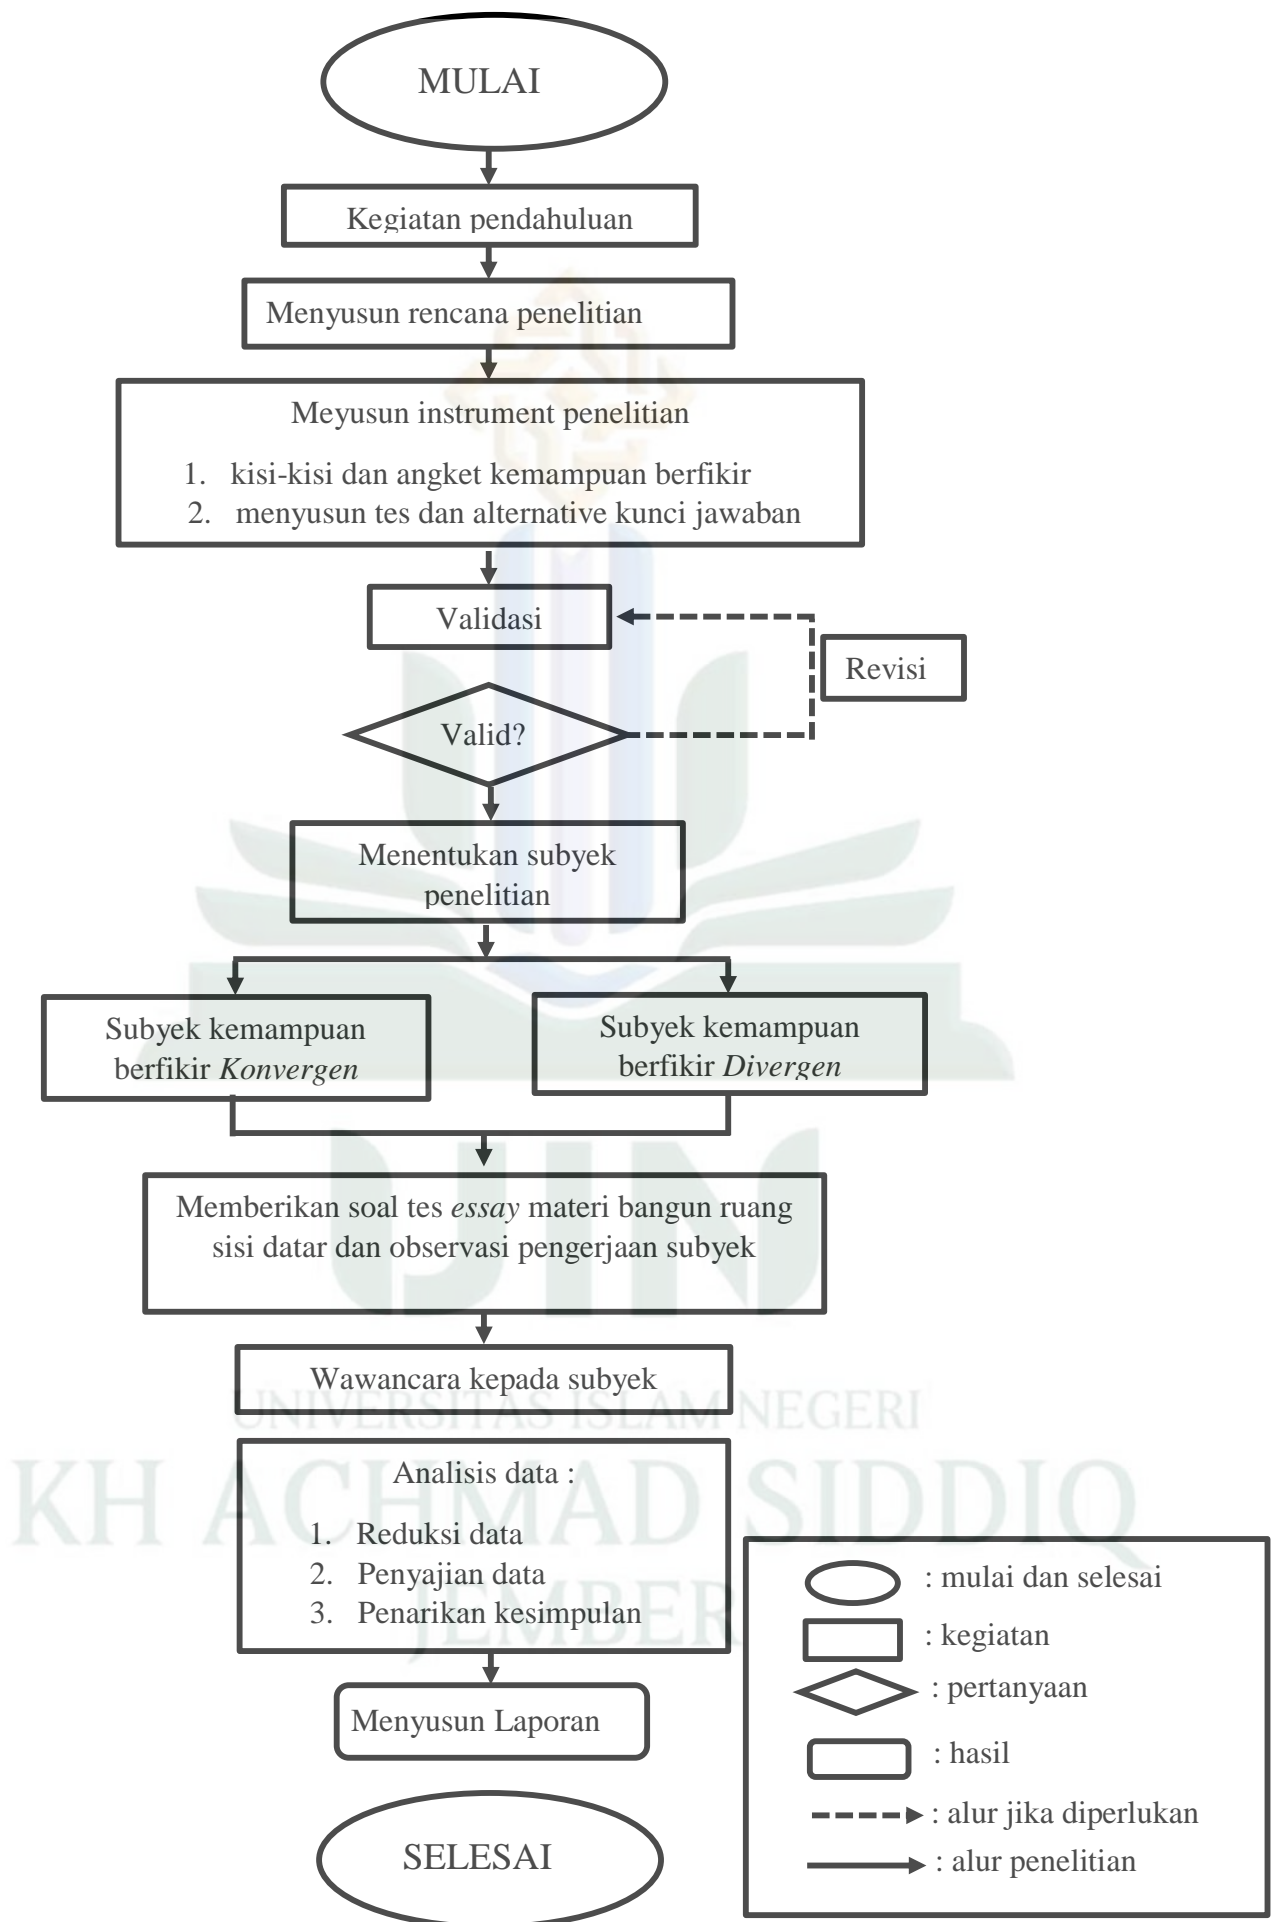 MULAI
Kegiatan pendahuluan
Menyusun rencana penelitian
Meyusun instrument penelitian
1. kisi-kisi dan angket kemampuan berfikir
2. menyusun tes dan alternative kunci jawaban
Validasi
Revisi
Valid?
Menentukan subyek
penelitian
Subyek kemampuan
berfikir Konvergen
Subyek kemampuan
berfikir Divergen
Memberikan soal tes essay materi bangun ruang
sisi datar dan observasi pengerjaan subyek
Wawancara kepada subyek
Analisis data :
1. Reduksi data
2. Penyajian data
3. Penarikan kesimpulan
Menyusun Laporan
SELESAI
: mulai dan selesai
: kegiatan
: pertanyaan
: hasil
: alur jika diperlukan
: alur penelitian
UIN
UNIVERSITAS ISLAM NEGERI
KH ACHMAD SIDDIQ
JEMBER